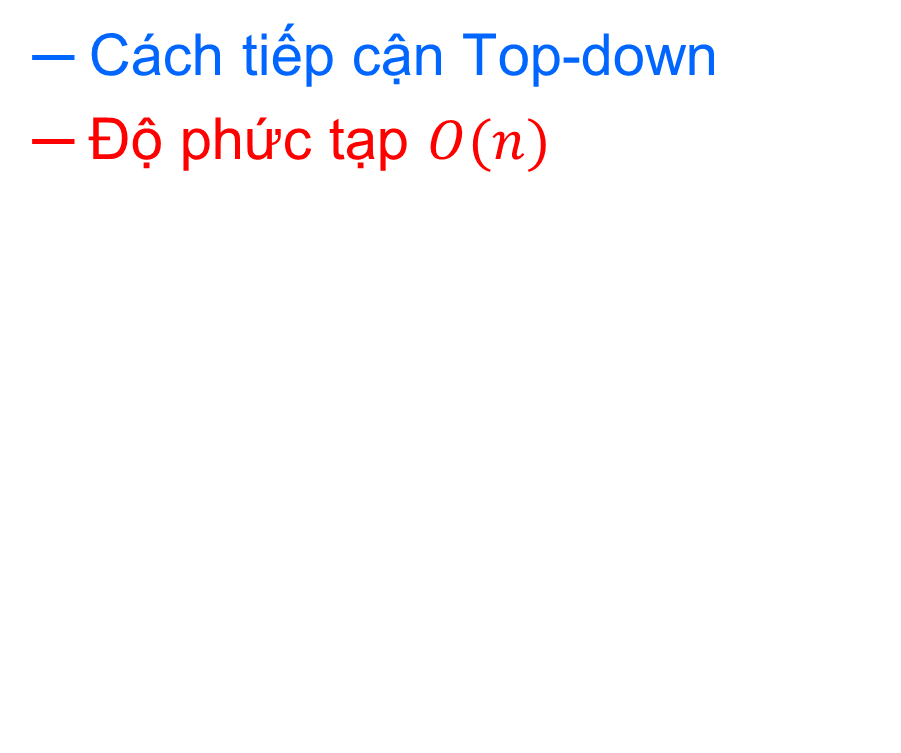 — Cách tiếp cận Top-down
— Độ phức tạp O(n)